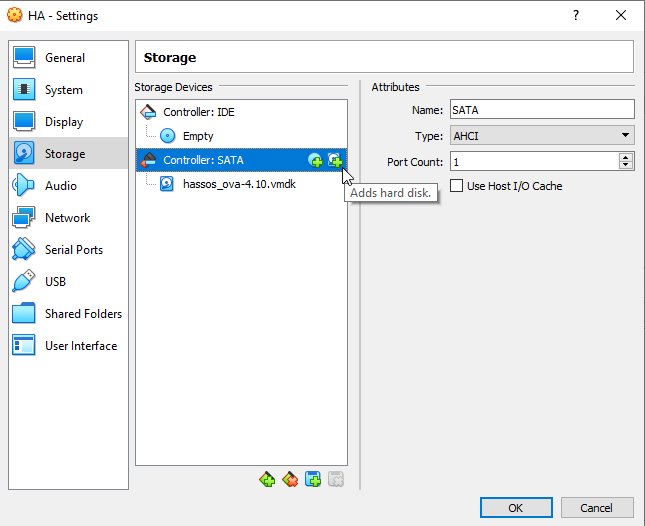 HA - Settings
?
General
System
Display
Storage
Audio
Network
Serial Ports
USB
Shared Folders
User Interface
Storage
Storage Devices
Controller: IDE
Empty
Controller: SATA
hassos_ova-4.10.vmdk
Adds hard disk.
Attributes
Name: SATA
Type: AHCI
Port Count: 1
Use Host I/O Cache
OK
Cancel